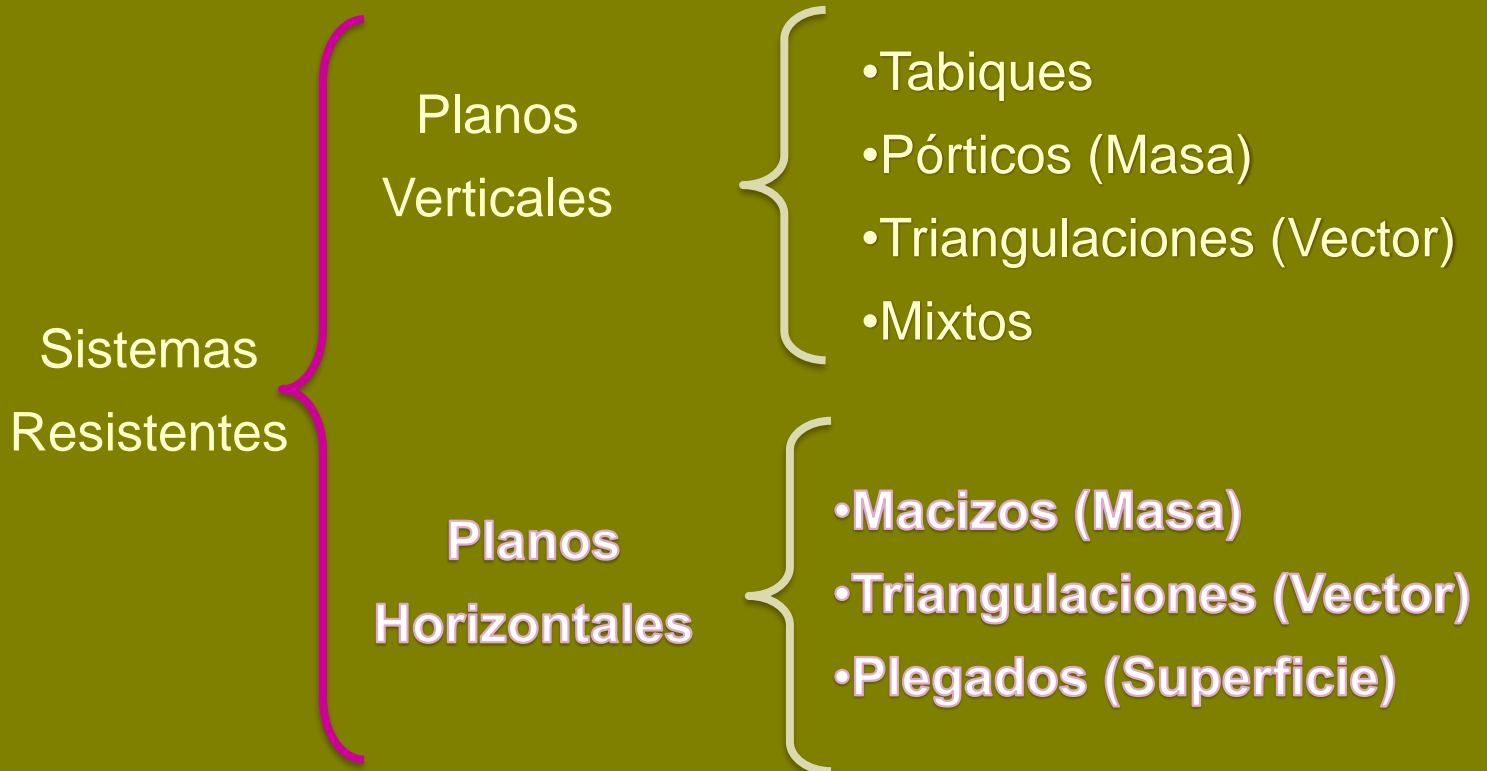 Sistemas
Resistentes
Planos
Verticales
•Tabiques
•Pórticos (Masa)
•Triangulaciones (Vector)
•Mixtos
Planos
Horizontales
•Macizos (Masa)
•Triangulaciones (Vector)
•Plegados (Superficie)